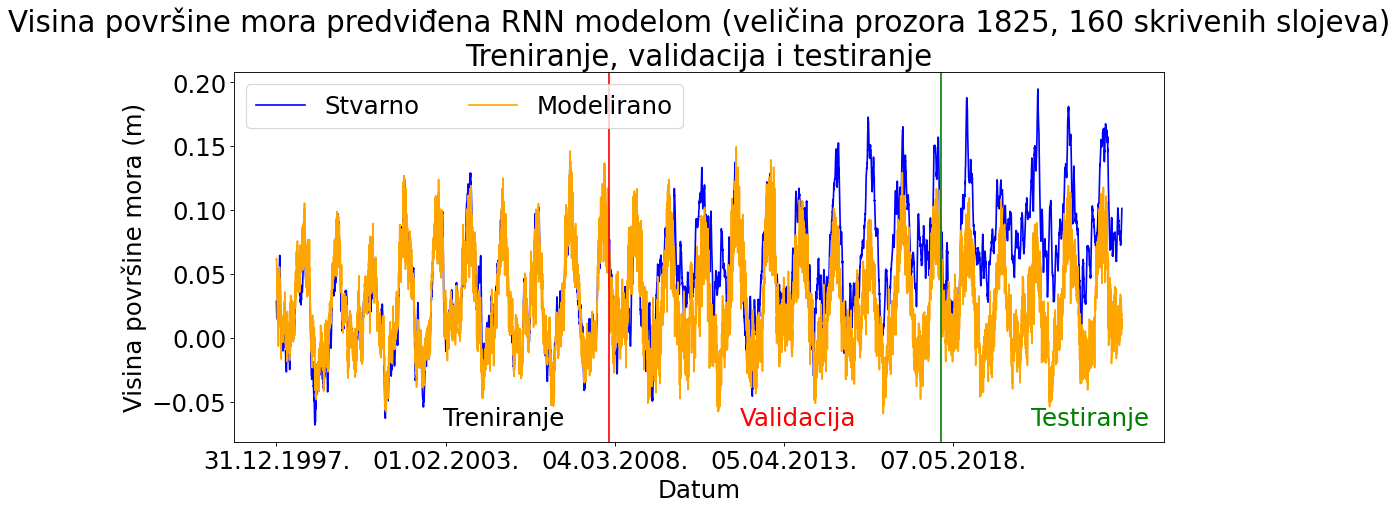 Visina površine mora predviđena RNN modelom (veličina prozora 1825, 160 skrivenih slojeva)
Treniranje, validacija i testiranje
Stvarno
Modelirano
Visina površine mora (m)
0.20
0.15
0.10
0.05
0.00
−0.05
Treniranje
Validacija
Testiranje
31.12.1997.
01.02.2003.
04.03.2008.
05.04.2013.
07.05.2018.
Datum